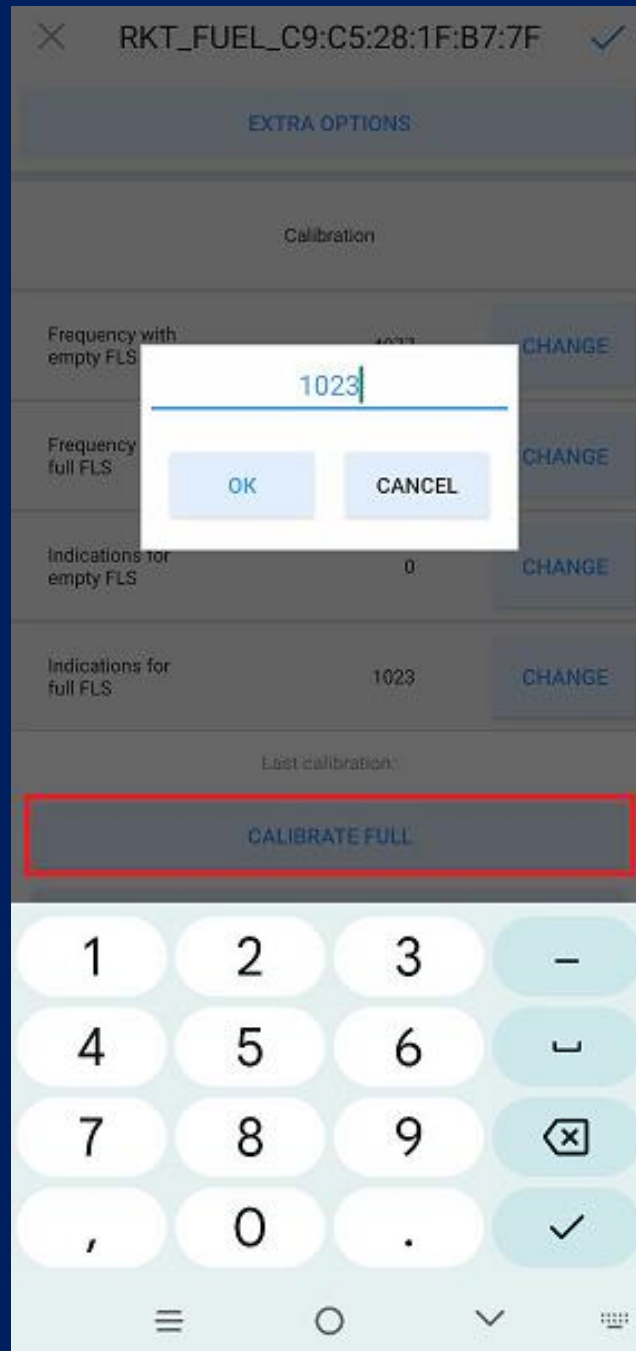 RKT_FUEL_C9:C5:28:1F:B7:7F
EXTRA OPTIONS
Calibration
Frequency with
empty FLS
CHANGE
1023
Frequency
full FLS
CHANGE
OK
CANCEL
Indications for
empty FLS
0
CHANGE
Indications for
full FLS
1023
CHANGE
Last calibration:
CALIBRATE FULL
1
2
3
–
4
5
6
7
8
9
,
0
.